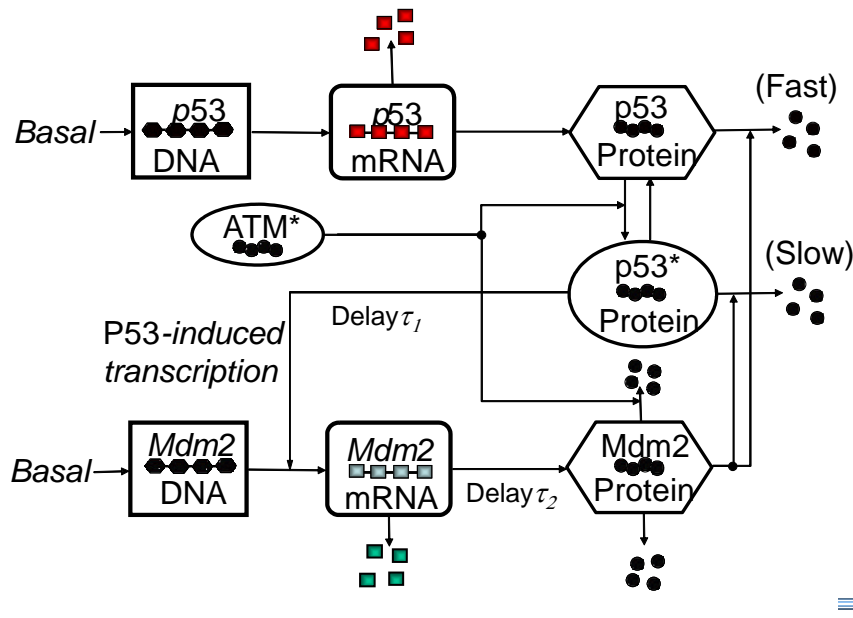 (Fast)
Basal
p53
DNA
p53
mRNA
p53
Protein
ATM*
(Slow)
p53*
Protein
Delay τ1
P53-induced
transcription
Basal
Mdm2
DNA
Mdm2
mRNA
Delay τ2
Mdm2
Protein